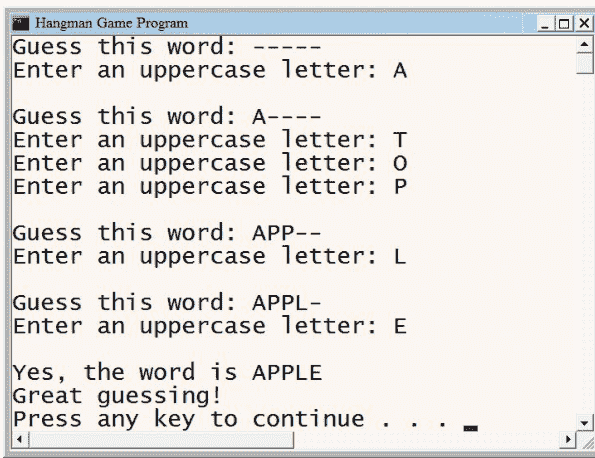 Hangman Game Program
Guess this word: -----
Enter an uppercase letter: A
Guess this word: A----
Enter an uppercase letter: T
Enter an uppercase letter: O
Enter an uppercase letter: P
Guess this word: APP--
Enter an uppercase letter: L
Guess this word: APPL-
Enter an uppercase letter: E
Yes, the word is APPLE
Great guessing!
Press any key to continue . . . _